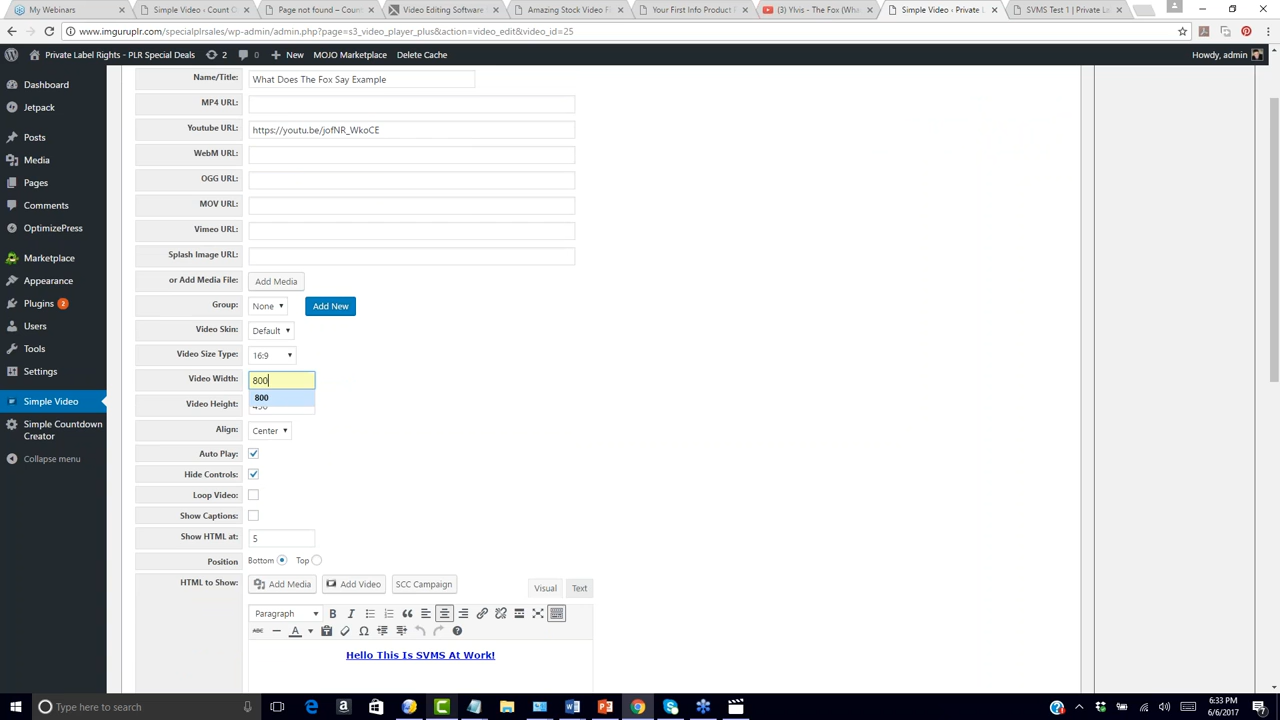 My Webinars
Simple Video ‹ Count O
Page not found – Coun
Video Editing Software
Amazing Stock Video F
Your First Info Produc
(3) Ylvis - The Fox (Wha
Simple Video ‹ Private L
SVMS Test 1 | Private La
www.imguruplr.com/specialplrsales/wp-admin/admin.php?page=s3_video_player_plus&action=video_edit&video_id=25
Private Label Rights - PLR Special Deals
2
0
New
MOJO Marketplace
Delete Cache
Howdy, admin
Dashboard
Jetpack
Posts
Media
Pages
Comments
OptimizePress
Marketplace
Appearance
Plugins 2
Users
Tools
Settings
Simple Video
Simple Countdown
Creator
Collapse menu
Name/Title: What Does The Fox Say Example
MP4 URL:
Youtube URL: https://youtu.be/jofNR_WkoCE
WebM URL:
OGG URL:
MOV URL:
Vimeo URL:
Splash Image URL:
or Add Media File: Add Media
Group: None Add New
Video Skin: Default
Video Size Type: 16:9
Video Width: 800
800
Video Height:
Align: Center
Auto Play:
Hide Controls:
Loop Video:
Show Captions:
Show HTML at: 5
Position Bottom Top
HTML to Show: Add Media Add Video SCC Campaign Visual Text
Paragraph
ABC
Hello This Is SVMS At Work!
Type here to search
6:33 PM
6/6/2017